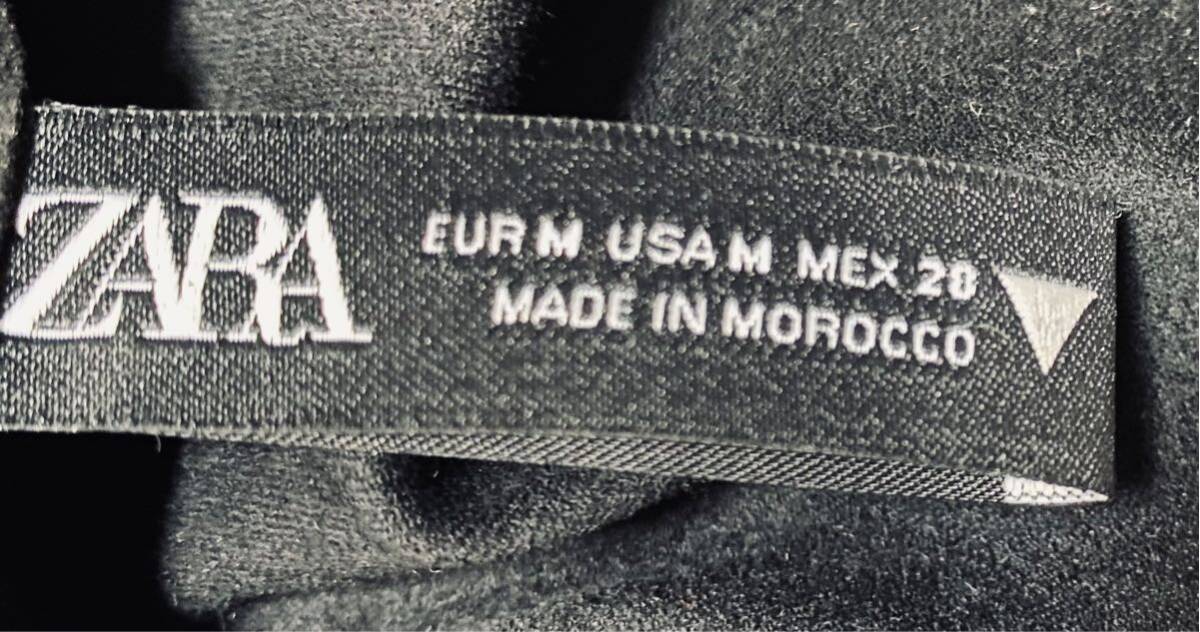 ZARA
EUR M USA M MEX 28
MADE IN MOROCCO